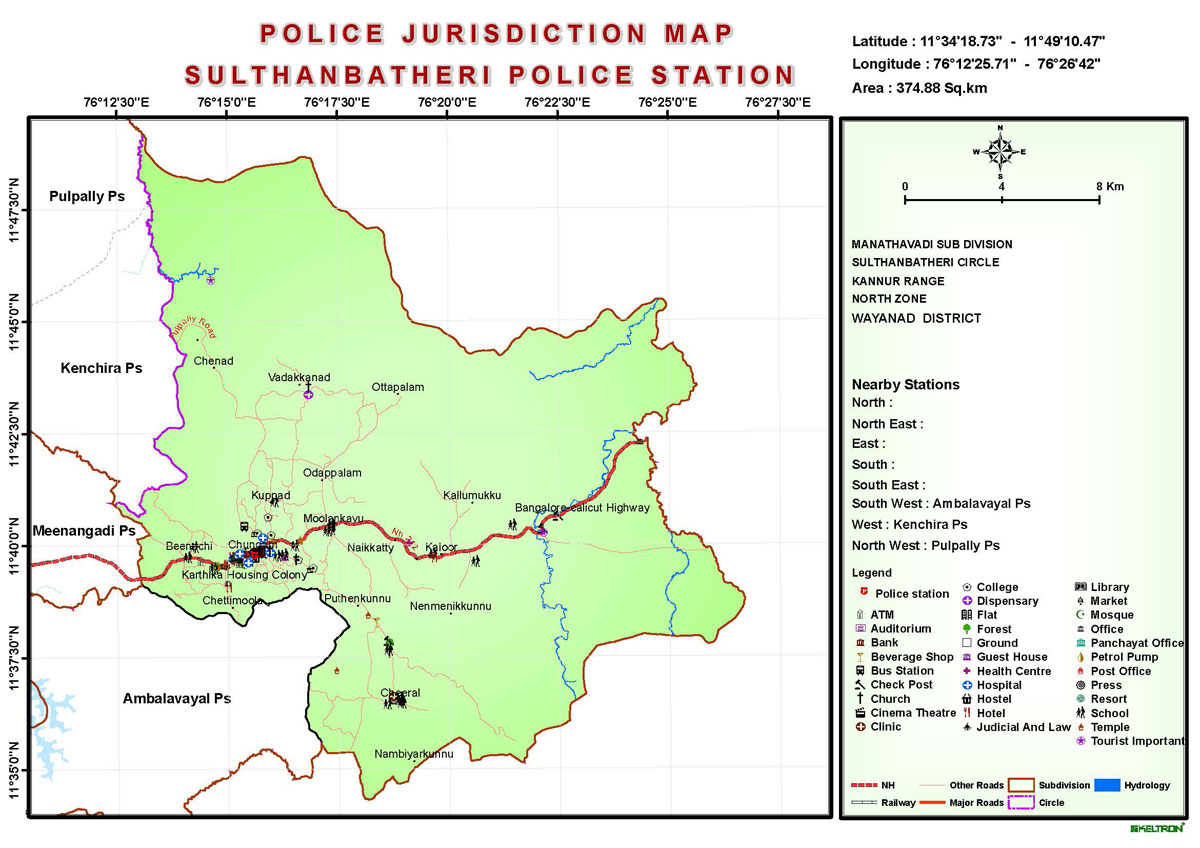 POLICE JURISDICTION MAP
SULTHANBATHERI POLICE STATION
Latitude : 11°34'18.73" - 11°49'10.47"
Longitude : 76°12'25.71" - 76°26'42"
Area : 374.88 Sq.km
76°12'30"E 76°15'0"E 76°17'30"E 76°20'0"E 76°22'30"E 76°25'0"E 76°27'30"E
11°47'30"N
11°45'0"N
11°42'30"N
11°40'0"N
11°37'30"N
11°35'0"N
Pulpally Ps
Kenchira Ps
Meenangadi Ps
Ambalavayal Ps
Pulpally Road
Chenad
Vadakkanad
Ottapalam
Odappalam
Kuppad
Kallumukku
Moolankavu
Bangalore-calicut Highway
Nh 212
Beenachi
Naikkatty
Kaloor
Karthika Housing Colony
Chettimoola
Puthenkunnu
Nenmenikkunnu
Cheeral
Nambiyarkunnu
N
W E
S
0 4 8 Km
MANATHAVADI SUB DIVISION
SULTHANBATHERI CIRCLE
KANNUR RANGE
NORTH ZONE
WAYANAD DISTRICT
Nearby Stations
North :
North East :
East :
South :
South East :
South West : Ambalavayal Ps
West : Kenchira Ps
North West : Pulpally Ps
Legend
Police station
ATM
Auditorium
Bank
Beverage Shop
Bus Station
Check Post
Church
Cinema Theatre
Clinic
College
Dispensary
Flat
Forest
Ground
Guest House
Health Centre
Hospital
Hostel
Hotel
Judicial And Law
Library
Market
Mosque
Office
Panchayat Office
Petrol Pump
Post Office
Press
Resort
School
Temple
Tourist Important
NH Other Roads Subdivision Hydrology
Railway Major Roads Circle
KELTRON